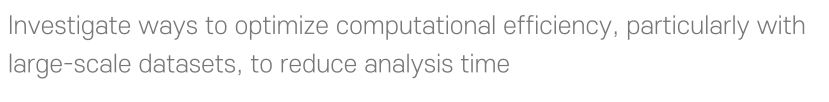 Investigate ways to optimize computational efficiency, particularly with
large-scale datasets, to reduce analysis time